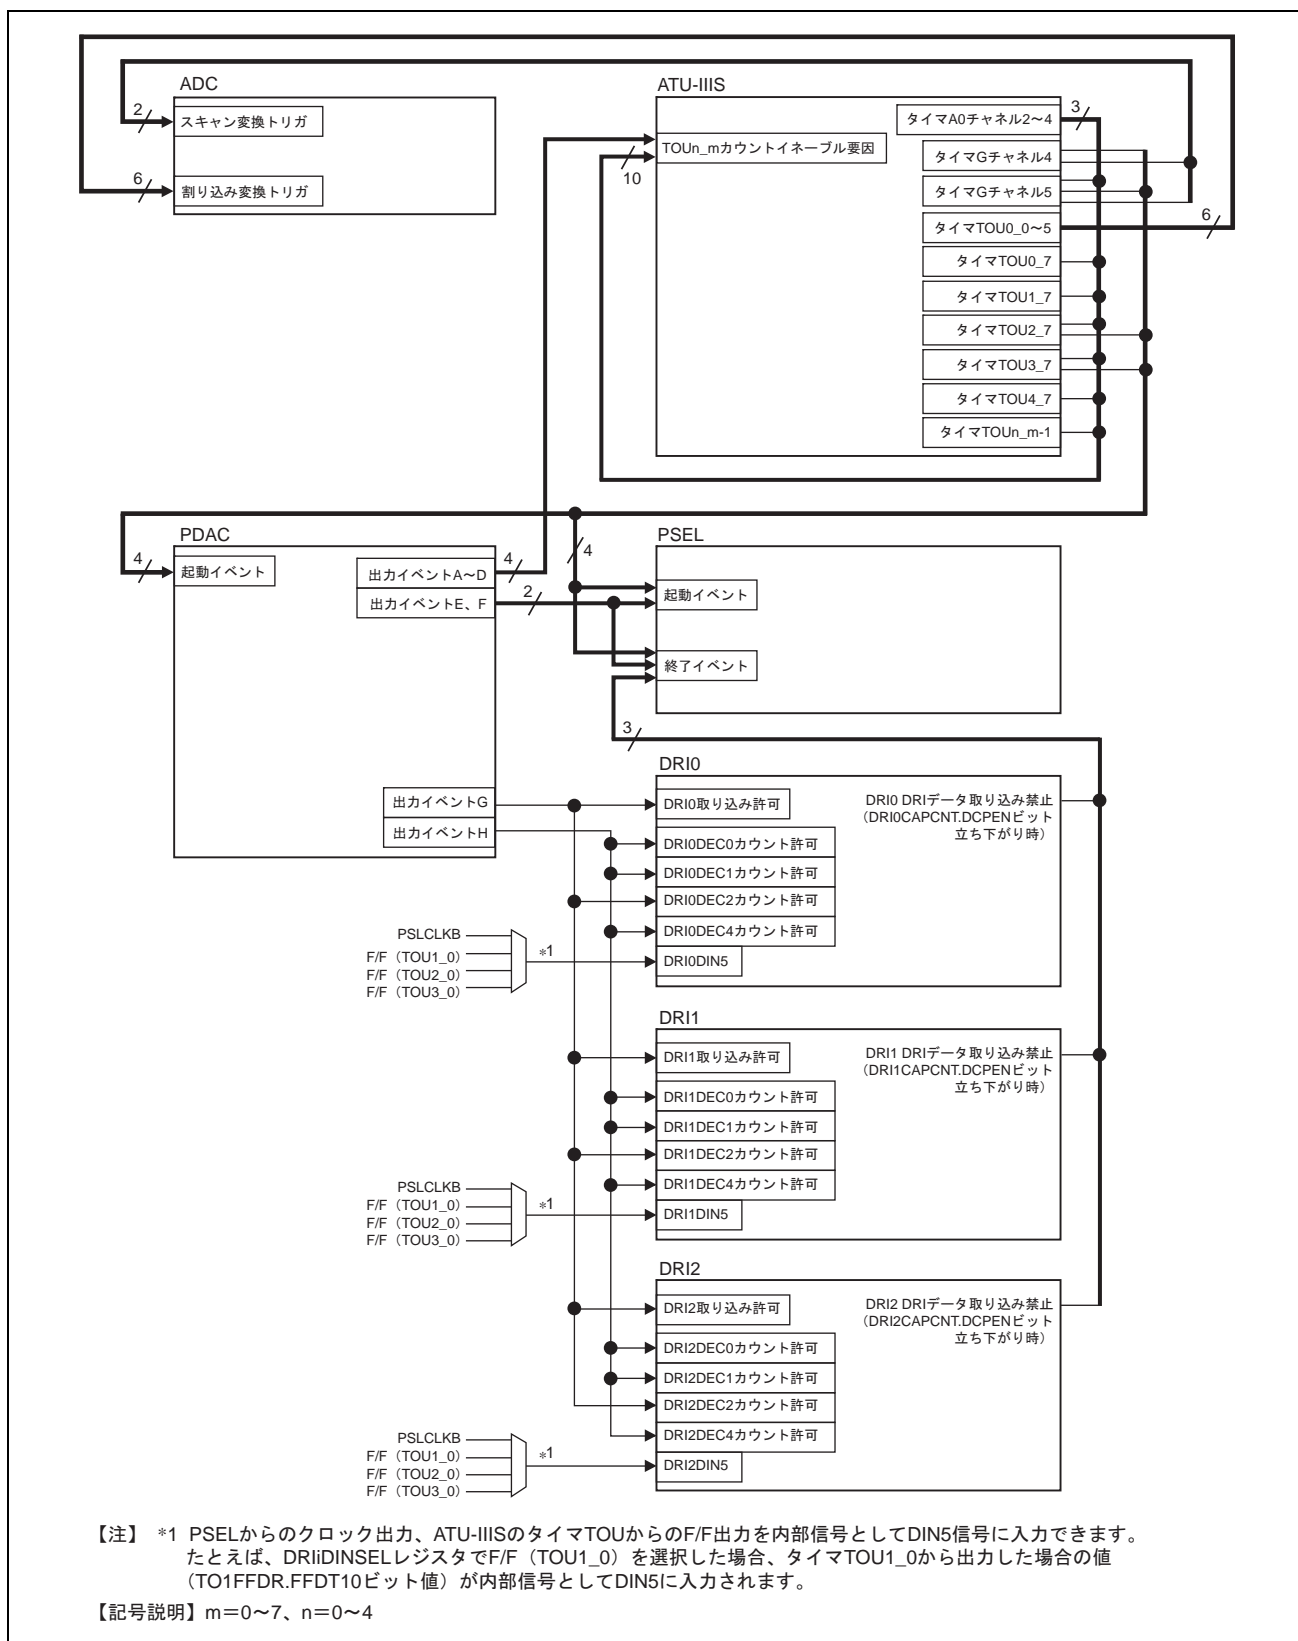 ADC
2
スキャン変換トリガ
6
割り込み変換トリガ
ATU-IIIS
TOUn_mカウントイネーブル要因
10
タイマA0チャネル2～4
3
タイマGチャネル4
タイマGチャネル5
タイマTOU0_0～5
6
タイマTOU0_7
タイマTOU1_7
タイマTOU2_7
タイマTOU3_7
タイマTOU4_7
タイマTOUn_m-1
PDAC
4
起動イベント
出力イベントA～D
4
出力イベントE、F
2
出力イベントG
出力イベントH
4
PSEL
起動イベント
終了イベント
3
DRI0
DRI0取り込み許可
DRI0DEC0カウント許可
DRI0DEC1カウント許可
DRI0DEC2カウント許可
DRI0DEC4カウント許可
DRI0DIN5
DRI0 DRIデータ取り込み禁止
（DRI0CAPCNT.DCPENビット
立ち下がり時）
PSLCLKB
F/F（TOU1_0）
F/F（TOU2_0）
F/F（TOU3_0）
*1
DRI1
DRI1取り込み許可
DRI1DEC0カウント許可
DRI1DEC1カウント許可
DRI1DEC2カウント許可
DRI1DEC4カウント許可
DRI1DIN5
DRI1 DRIデータ取り込み禁止
（DRI1CAPCNT.DCPENビット
立ち下がり時）
PSLCLKB
F/F（TOU1_0）
F/F（TOU2_0）
F/F（TOU3_0）
*1
DRI2
DRI2取り込み許可
DRI2DEC0カウント許可
DRI2DEC1カウント許可
DRI2DEC2カウント許可
DRI2DEC4カウント許可
DRI2DIN5
DRI2 DRIデータ取り込み禁止
（DRI2CAPCNT.DCPENビット
立ち下がり時）
PSLCLKB
F/F（TOU1_0）
F/F（TOU2_0）
F/F（TOU3_0）
*1
【注】 *1 PSELからのクロック出力、ATU-IIISのタイマTOUからのF/F出力を内部信号としてDIN5信号に入力できます。
たとえば、DRIiDINSELレジスタでF/F（TOU1_0）を選択した場合、タイマTOU1_0から出力した場合の値
（TO1FFDR.FFDT10ビット値）が内部信号としてDIN5に入力されます。
【記号説明】m＝0～7、n＝0～4